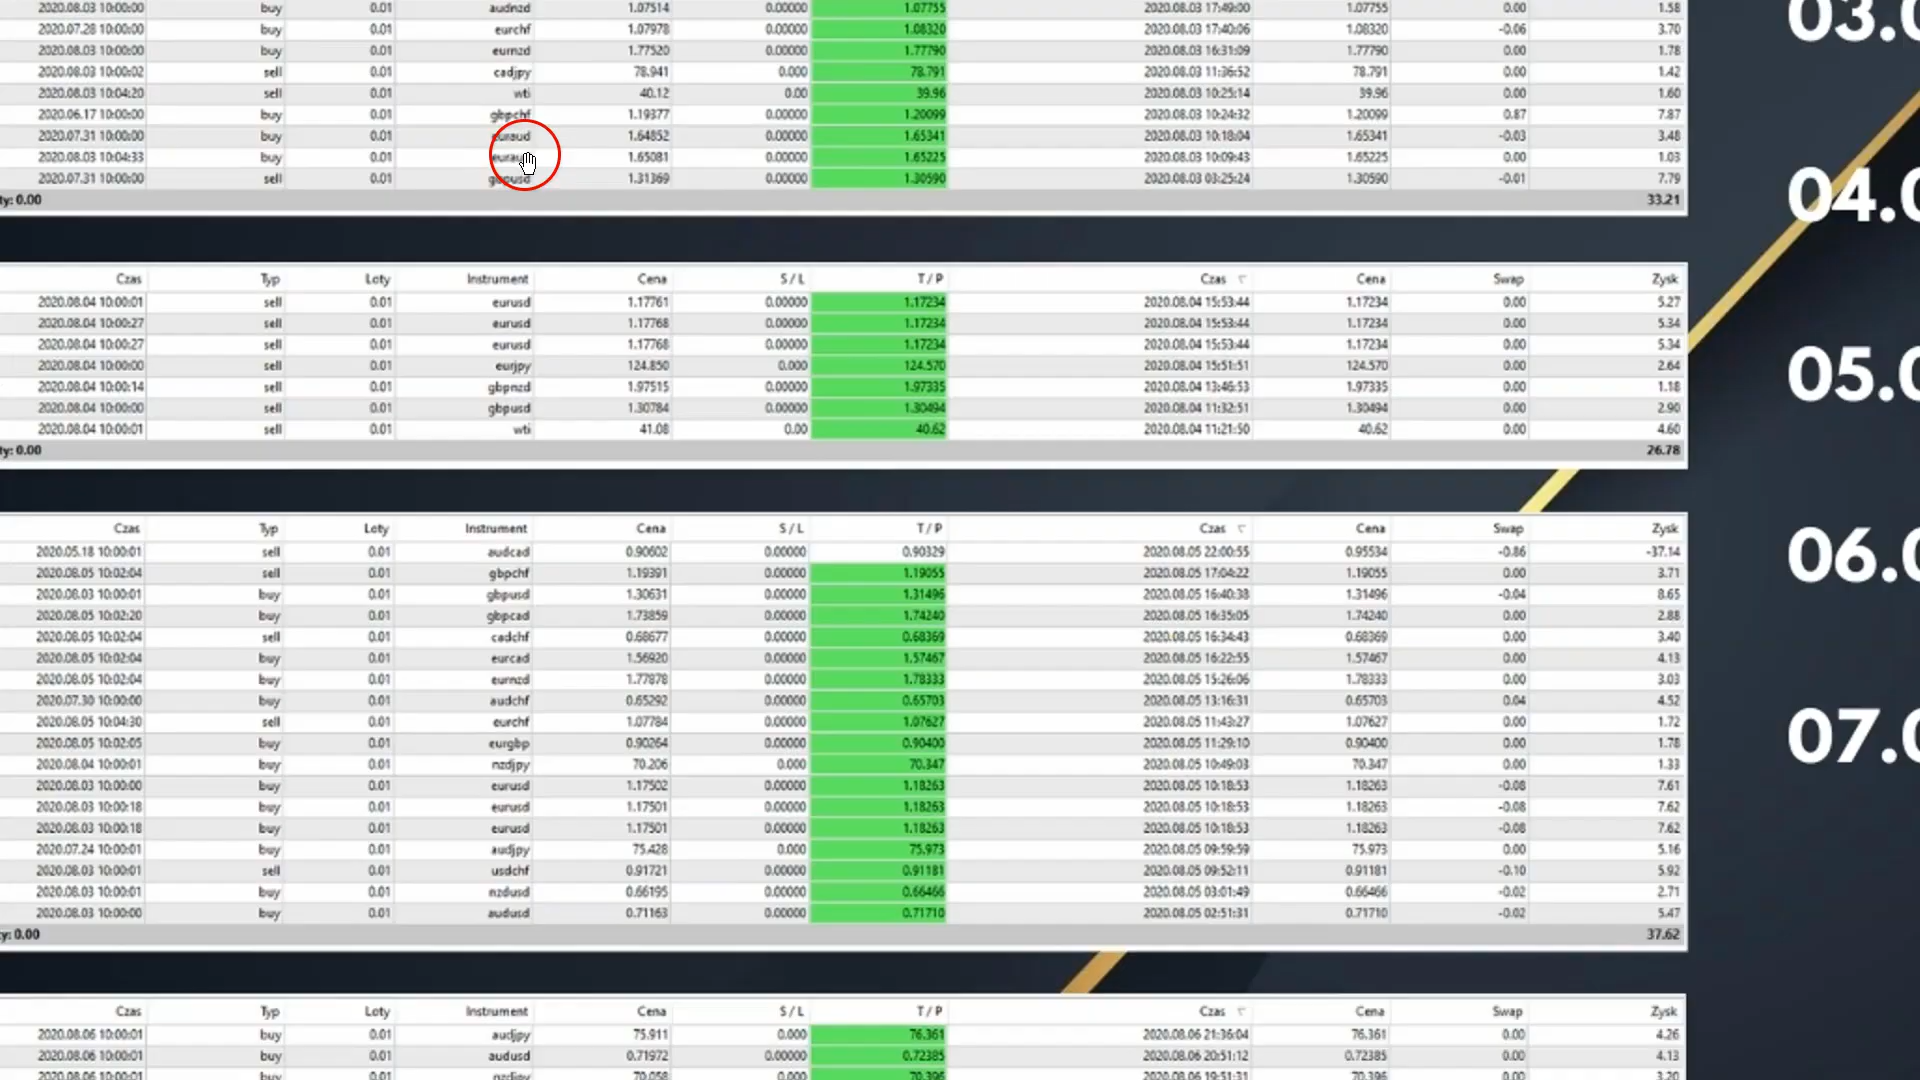 2020.08.03 10:00:00 buy 0.01 audnzd 1.07514 0.00000 1.07755 2020.08.03 17:49:00 1.07755 0.00 1.58
03.0
2020.07.28 10:00:00 buy 0.01 eurchf 1.07978 0.00000 1.08320 2020.08.03 17:40:06 1.08320 -0.06 3.70
2020.08.03 10:00:00 buy 0.01 eurnzd 1.77520 0.00000 1.77790 2020.08.03 16:31:09 1.77790 0.00 1.78
2020.08.03 10:00:02 sell 0.01 cadjpy 78.941 0.000 78.791 2020.08.03 11:36:52 78.791 0.00 1.42
2020.08.03 10:04:20 sell 0.01 wti 40.12 0.00 39.96 2020.08.03 10:25:14 39.96 0.00 1.60
2020.06.17 10:00:00 buy 0.01 gbpchf 1.19377 0.00000 1.20099 2020.08.03 10:24:32 1.20099 0.87 7.87
2020.07.31 10:00:00 buy 0.01 euraud 1.64852 0.00000 1.65341 2020.08.03 10:18:04 1.65341 -0.03 3.48
2020.08.03 10:04:33 buy 0.01 1.65081 0.00000 1.65225 2020.08.03 10:09:43 1.65225 0.00 1.03
2020.07.31 10:00:00 sell 0.01 gbpusd 1.31369 0.00000 1.30590 2020.08.03 03:25:24 1.30590 -0.01 7.79
ty: 0.00 33.21
04.0
Czas Typ Loty Instrument Cena S / L T / P Czas Cena Swap Zysk
2020.08.04 10:00:01 sell 0.01 eurusd 1.17761 0.00000 1.17234 2020.08.04 15:53:44 1.17234 0.00 5.27
2020.08.04 10:00:27 sell 0.01 eurusd 1.17768 0.00000 1.17234 2020.08.04 15:53:44 1.17234 0.00 5.34
2020.08.04 10:00:27 sell 0.01 eurusd 1.17768 0.00000 1.17234 2020.08.04 15:53:44 1.17234 0.00 5.34
2020.08.04 10:00:00 sell 0.01 eurjpy 124.850 0.000 124.570 2020.08.04 15:51:51 124.570 0.00 2.64
05.0
2020.08.04 10:00:14 sell 0.01 gbpnzd 1.97515 0.00000 1.97335 2020.08.04 13:46:53 1.97335 0.00 1.18
2020.08.04 10:00:00 sell 0.01 gbpusd 1.30784 0.00000 1.30494 2020.08.04 11:32:51 1.30494 0.00 2.90
2020.08.04 10:00:01 sell 0.01 wti 41.08 0.00 40.62 2020.08.04 11:21:50 40.62 0.00 4.60
ty: 0.00 26.78
Czas Typ Loty Instrument Cena S / L T / P Czas Cena Swap Zysk
2020.05.18 10:00:01 sell 0.01 audcad 0.90602 0.00000 0.90329 2020.08.05 22:00:55 0.95534 -0.86 -37.14
06.0
2020.08.05 10:02:04 sell 0.01 gbpchf 1.19391 0.00000 1.19055 2020.08.05 17:04:22 1.19055 0.00 3.71
2020.08.03 10:00:01 buy 0.01 gbpusd 1.30631 0.00000 1.31496 2020.08.05 16:40:38 1.31496 -0.04 8.65
2020.08.05 10:02:20 buy 0.01 gbpcad 1.73859 0.00000 1.74240 2020.08.05 16:35:05 1.74240 0.00 2.88
2020.08.05 10:02:04 sell 0.01 cadchf 0.68677 0.00000 0.68369 2020.08.05 16:34:43 0.68369 0.00 3.40
2020.08.05 10:02:04 buy 0.01 eurcad 1.56920 0.00000 1.57467 2020.08.05 16:22:55 1.57467 0.00 4.13
2020.08.05 10:02:04 buy 0.01 eurnzd 1.77878 0.00000 1.78333 2020.08.05 15:26:06 1.78333 0.00 3.03
2020.07.30 10:00:00 buy 0.01 audchf 0.65292 0.00000 0.65703 2020.08.05 13:16:31 0.65703 0.04 4.52
2020.08.05 10:04:30 sell 0.01 eurchf 1.07784 0.00000 1.07627 2020.08.05 11:43:27 1.07627 0.00 1.72
07.0
2020.08.05 10:02:05 buy 0.01 eurgbp 0.90264 0.00000 0.90400 2020.08.05 11:29:10 0.90400 0.00 1.78
2020.08.04 10:00:01 buy 0.01 nzdjpy 70.206 0.000 70.347 2020.08.05 10:49:03 70.347 0.00 1.33
2020.08.03 10:00:00 buy 0.01 eurusd 1.17502 0.00000 1.18263 2020.08.05 10:18:53 1.18263 -0.08 7.61
2020.08.03 10:00:18 buy 0.01 eurusd 1.17501 0.00000 1.18263 2020.08.05 10:18:53 1.18263 -0.08 7.62
2020.08.03 10:00:18 buy 0.01 eurusd 1.17501 0.00000 1.18263 2020.08.05 10:18:53 1.18263 -0.08 7.62
2020.07.24 10:00:01 buy 0.01 audjpy 75.428 0.000 75.973 2020.08.05 09:59:59 75.973 0.00 5.16
2020.08.03 10:00:01 sell 0.01 usdchf 0.91721 0.00000 0.91181 2020.08.05 09:52:11 0.91181 -0.10 5.92
2020.08.03 10:00:01 buy 0.01 nzdusd 0.66195 0.00000 0.66466 2020.08.05 03:01:49 0.66466 -0.02 2.71
2020.08.03 10:00:00 buy 0.01 audusd 0.71163 0.00000 0.71710 2020.08.05 02:51:31 0.71710 -0.02 5.47
ty: 0.00 37.62
Czas Typ Loty Instrument Cena S / L T / P Czas Cena Swap Zysk
2020.08.06 10:00:01 buy 0.01 audjpy 75.911 0.000 76.361 2020.08.06 21:36:04 76.361 0.00 4.26
2020.08.06 10:00:01 buy 0.01 audusd 0.71972 0.00000 0.72385 2020.08.06 20:51:12 0.72385 0.00 4.13
2020.08.06 10:00:01 buy 0.01 nzdjpy 70.058 0.000 70.396 2020.08.06 19:51:31 70.396 0.00 3.20